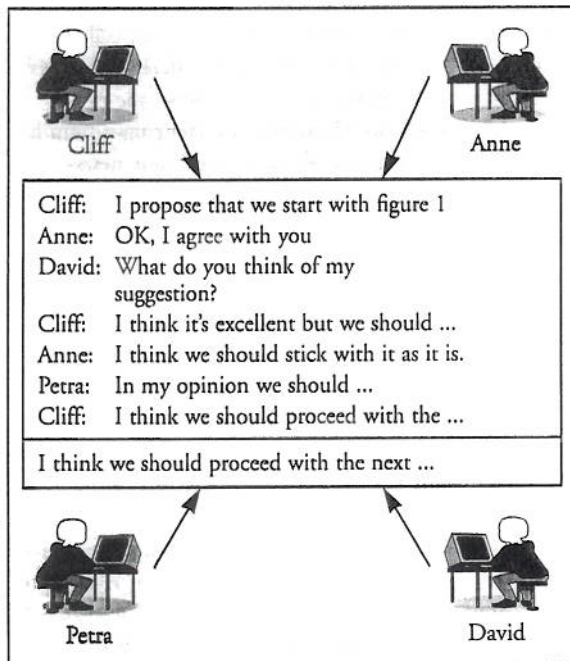 Cliff
Anne
Cliff: I propose that we start with figure 1
Anne: OK, I agree with you
David: What do you think of my
suggestion?
Cliff: I think it's excellent but we should ...
Anne: I think we should stick with it as it is.
Petra: In my opinion we should ...
Cliff: I think we should proceed with the ...
I think we should proceed with the next ...
Petra
David